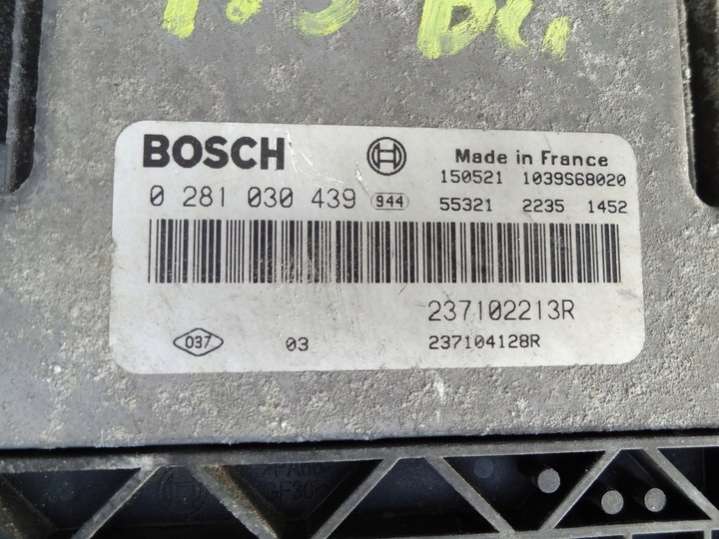 BOSCH
Made in France
150521 1039S68020
0 281 030 439 944 55321 2235 1452
237102213R
037 03 237104128R